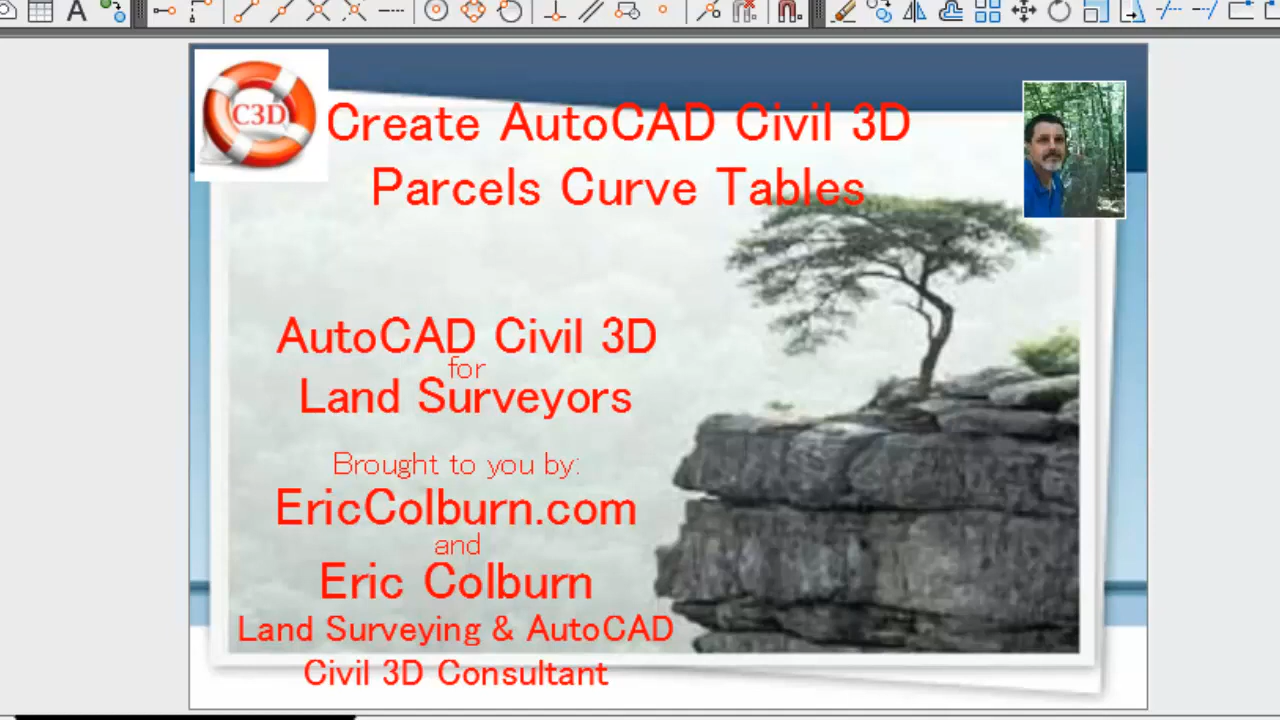 A
C3D
Create AutoCAD Civil 3D
Parcels Curve Tables
AutoCAD Civil 3D
for
Land Surveyors
Brought to you by:
EricColburn.com
and
Eric Colburn
Land Surveying & AutoCAD
Civil 3D Consultant